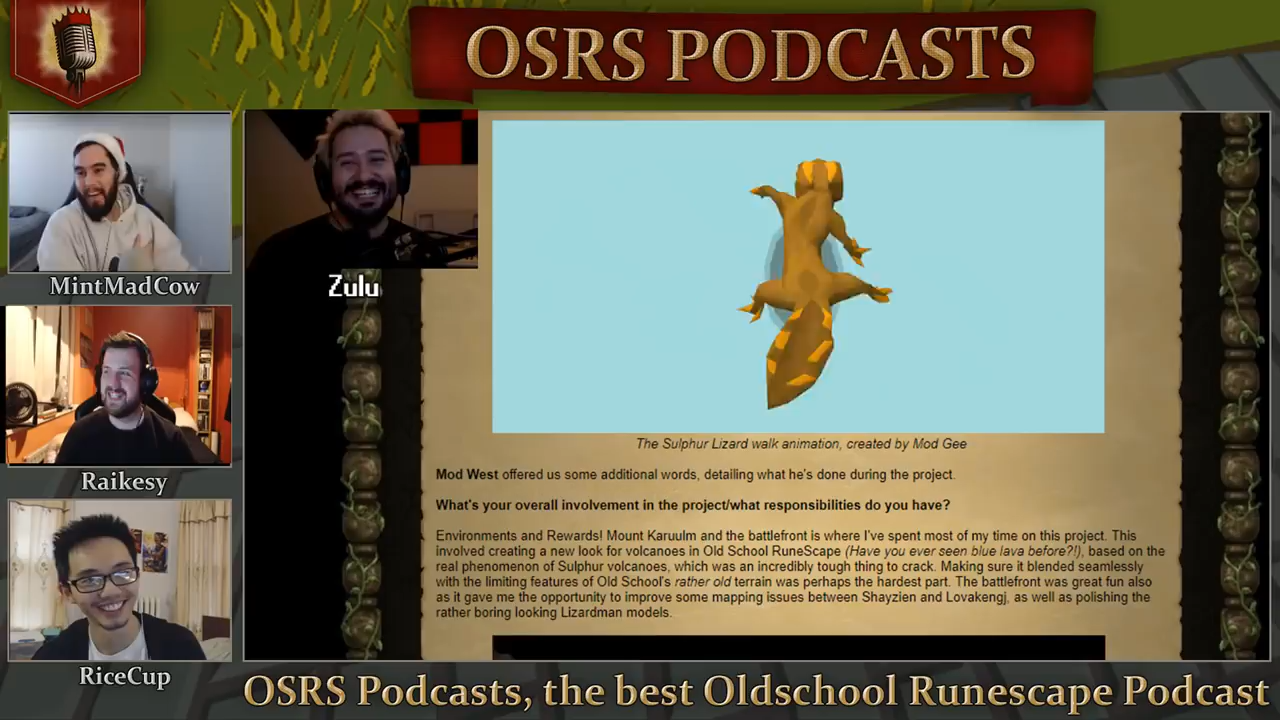 OSRS PODCASTS
MintMadCow
Zulu
Raikesy
RiceCup
The Sulphur Lizard walk animation, created by Mod Gee
Mod West offered us some additional words, detailing what he's done during the project.
What's your overall involvement in the project/what responsibilities do you have?
Environments and Rewards! Mount Karuulm and the battlefront is where I've spent most of my time on this project. This
involved creating a new look for volcanoes in Old School RuneScape (Have you ever seen blue lava before?!), based on the
real phenomenon of Sulphur volcanoes, which was an incredibly tough thing to crack. Making sure it blended seamlessly
with the limiting features of Old School's rather old terrain was perhaps the hardest part. The battlefront was great fun also
as it gave me the opportunity to improve some mapping issues between Shayzien and Lovakengj, as well as polishing the
rather boring looking Lizardman models.
OSRS Podcasts, the best Oldschool Runescape Podcast